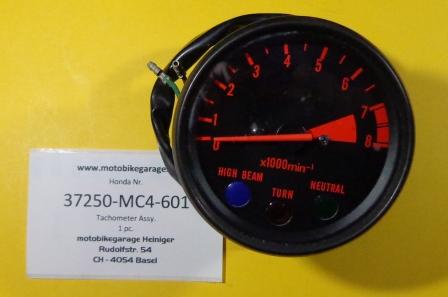 www.motobikegarages
Honda Nr.
37250-MC4-601
Tachometer Assy.
1 pc.
motobikegarage Heiniger
Rudolfstr. 54
CH - 4054 Basel
0
1
2
3
4
5
6
7
8
x1000min-1
HIGH BEAM
TURN
NEUTRAL